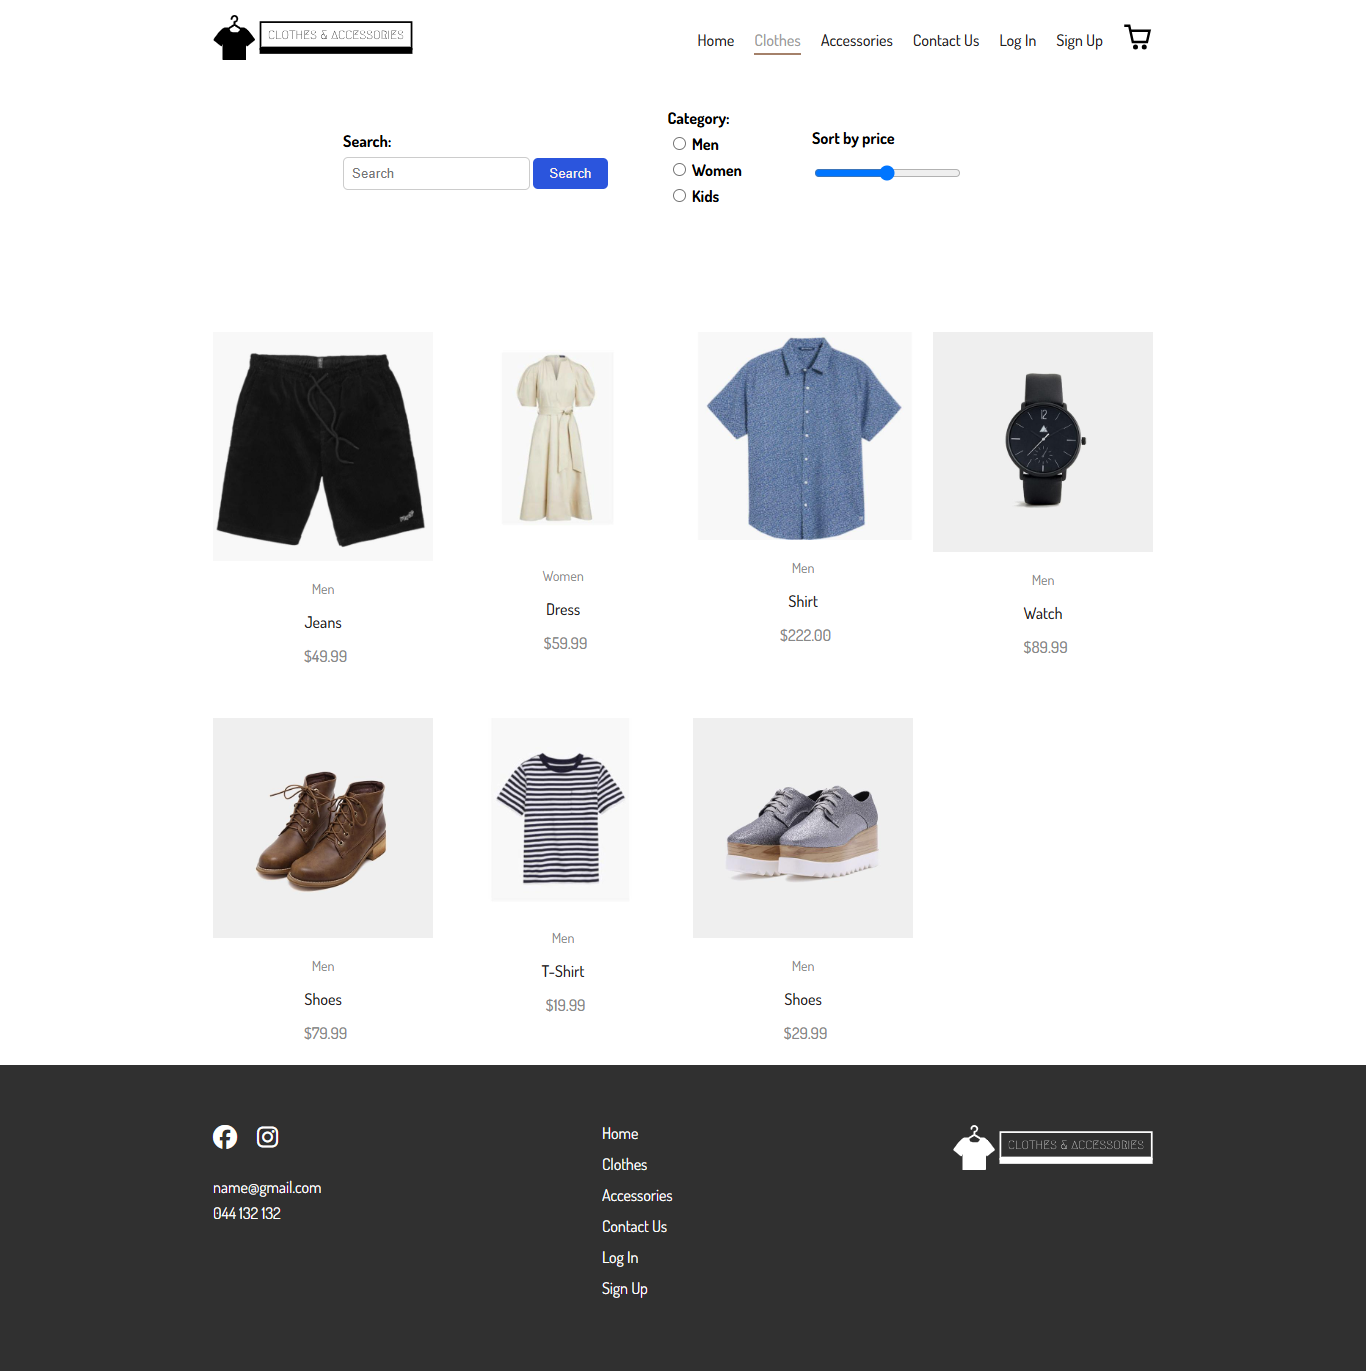 CLOTHES & ACCESSORIES
Home Clothes Accessories Contact Us Log In Sign Up
Search:
Search Search
Category:
Men
Women
Kids
Sort by price
Men
Jeans
$49.99
Women
Dress
$59.99
Men
Shirt
$222.00
Men
Watch
$89.99
Men
Shoes
$79.99
Men
T-Shirt
$19.99
Men
Shoes
$29.99
name@gmail.com
044 132 132
Home
Clothes
Accessories
Contact Us
Log In
Sign Up
CLOTHES & ACCESSORIES